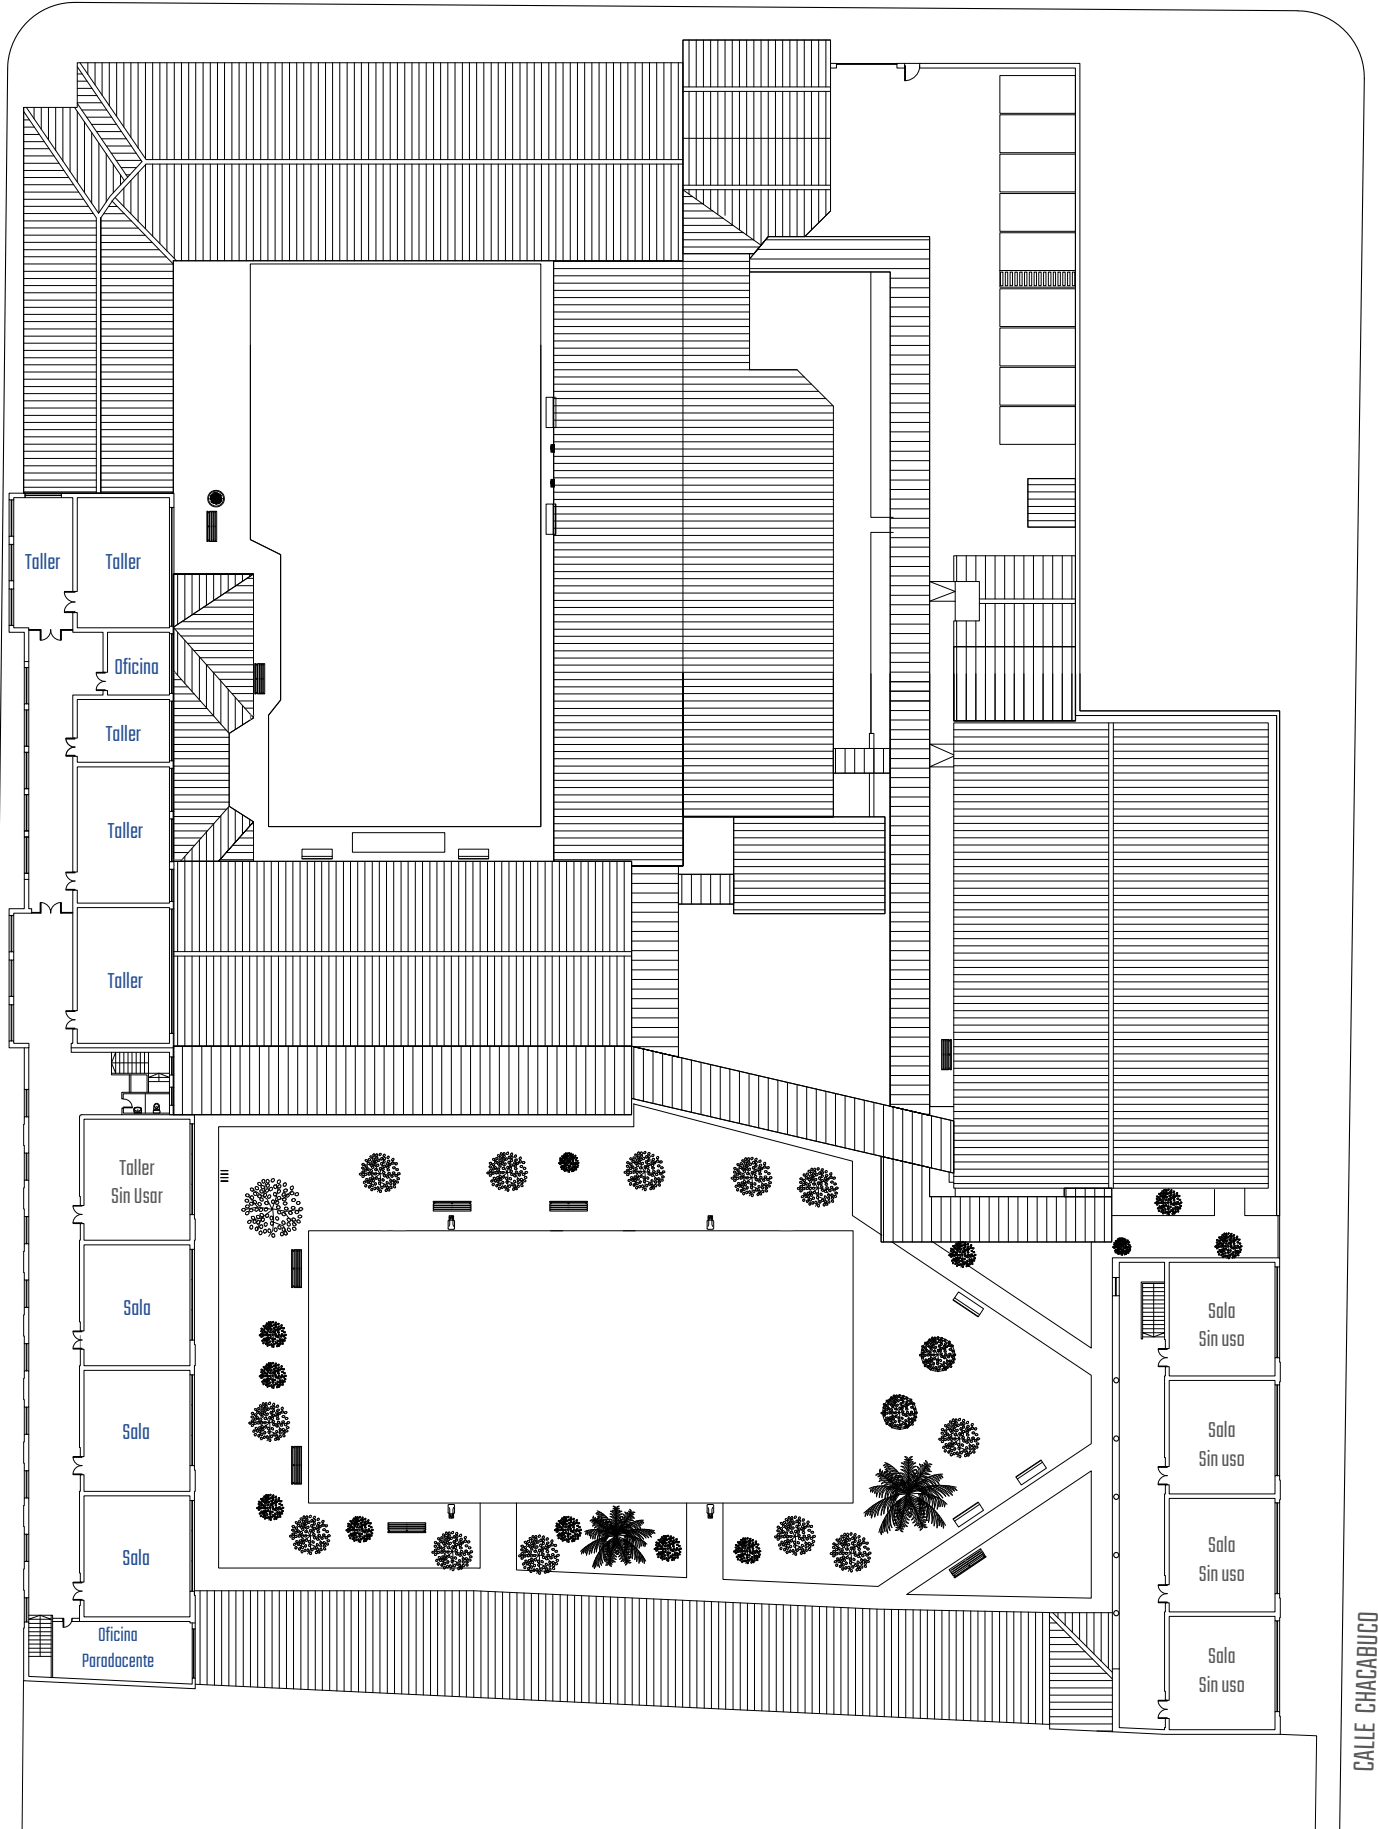 Taller
Taller
Oficina
Taller
Taller
Taller
Taller
Sin Usar
Sala
Sala
Sala
Oficina
Paradocente
Sala
Sin uso
Sala
Sin uso
Sala
Sin uso
Sala
Sin uso
CALLE CHACABUCO